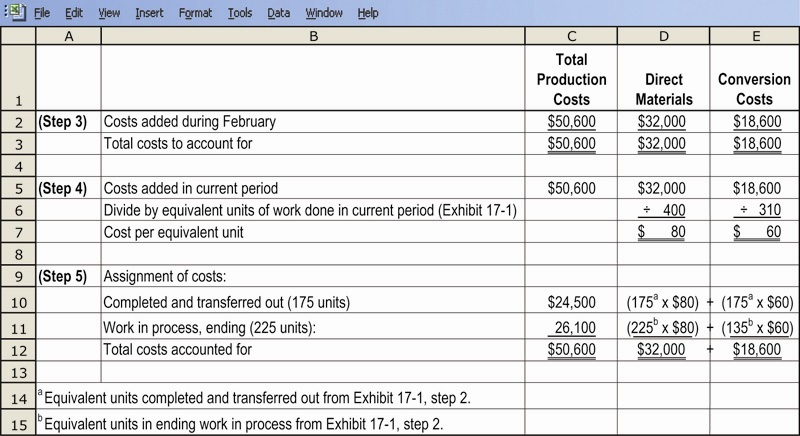 File Edit View Insert Format Tools Data Window Help
A B C D E
1 Total Production Costs Direct Materials Conversion Costs
2 (Step 3) Costs added during February $50,600 $32,000 $18,600
3 Total costs to account for $50,600 $32,000 $18,600
4
5 (Step 4) Costs added in current period $50,600 $32,000 $18,600
6 Divide by equivalent units of work done in current period (Exhibit 17-1) ÷ 400 ÷ 310
7 Cost per equivalent unit $ 80 $ 60
8
9 (Step 5) Assignment of costs:
10 Completed and transferred out (175 units) $24,500 (175ª x $80) + (175ª x $60)
11 Work in process, ending (225 units): 26,100 (225ᵇ x $80) + (135ᵇ x $60)
12 Total costs accounted for $50,600 $32,000 + $18,600
13
14 ªEquivalent units completed and transferred out from Exhibit 17-1, step 2.
15 ᵇEquivalent units in ending work in process from Exhibit 17-1, step 2.